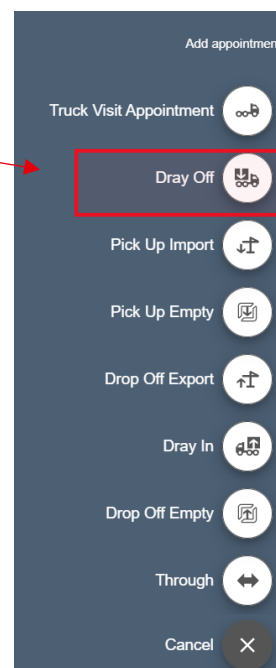 Add appointmen
Truck Visit Appointment
Dray Off
Pick Up Import
Pick Up Empty
Drop Off Export
Dray In
Drop Off Empty
Through
Cancel